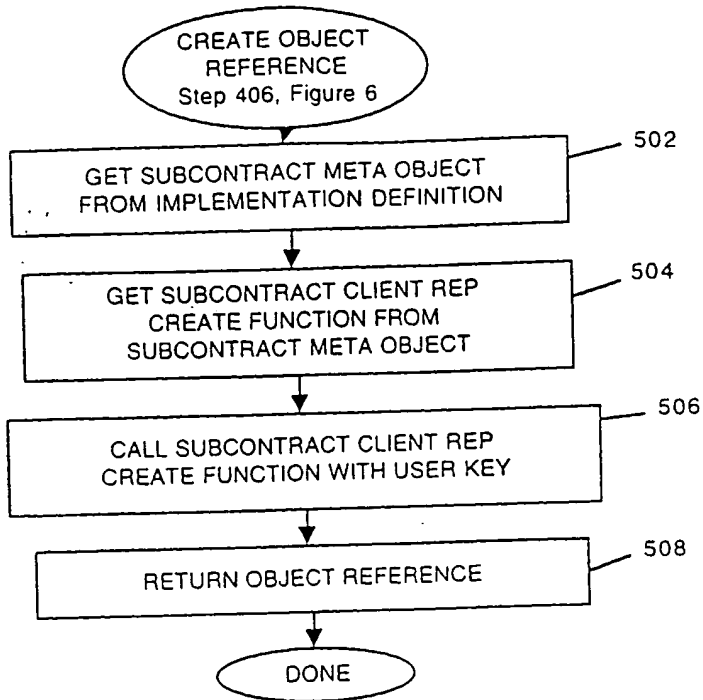 CREATE OBJECT
REFERENCE
Step 406, Figure 6
502
GET SUBCONTRACT META OBJECT
FROM IMPLEMENTATION DEFINITION
504
GET SUBCONTRACT CLIENT REP
CREATE FUNCTION FROM
SUBCONTRACT META OBJECT
506
CALL SUBCONTRACT CLIENT REP
CREATE FUNCTION WITH USER KEY
508
RETURN OBJECT REFERENCE
DONE